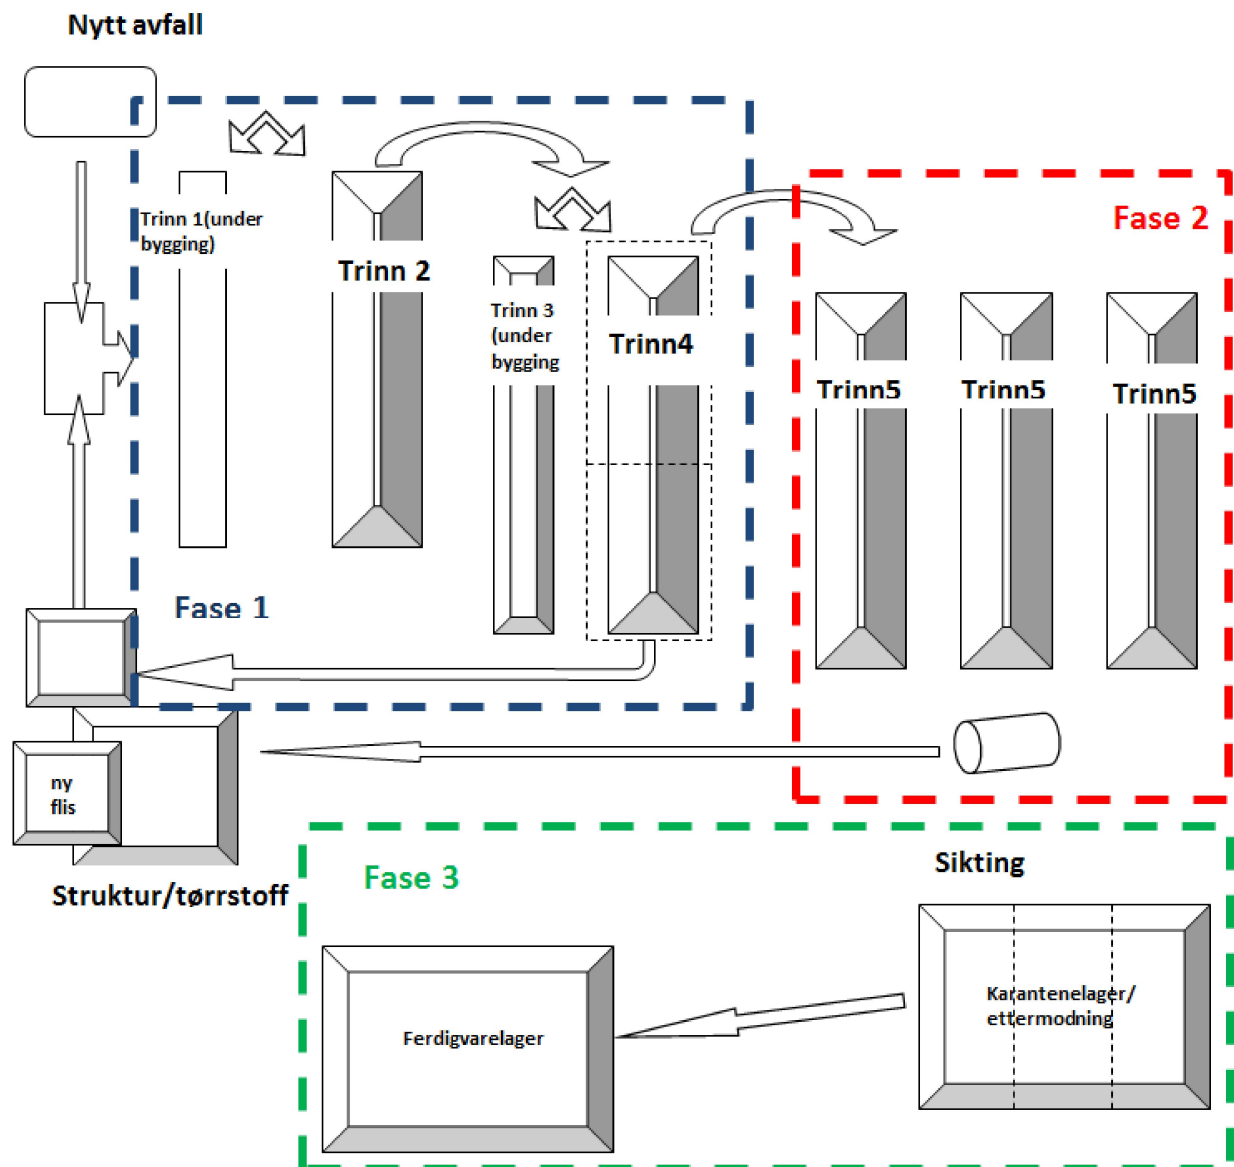 Nytt avfall
Trinn 1(under
bygging)
Trinn 2
Trinn 3
(under
bygging
Trinn4
Fase 2
Trinn5
Trinn5
Trinn5
Fase 1
ny
flis
Struktur/tørrstoff
Fase 3
Sikting
Karantenelager/
ettermodning
Ferdigvarelager